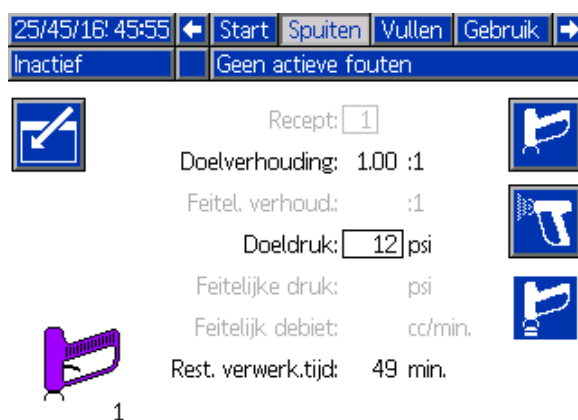 25/45/16! 45:55 Start Spuiten Vullen Gebruik
Inactief Geen actieve fouten
Recept: 1
Doelverhouding: 1.00 :1
Feitel. verhoud.: :1
Doeldruk: 12 psi
Feitelijke druk: psi
Feitelijk debiet: cc/min.
Rest. verwerk.tijd: 49 min.
1